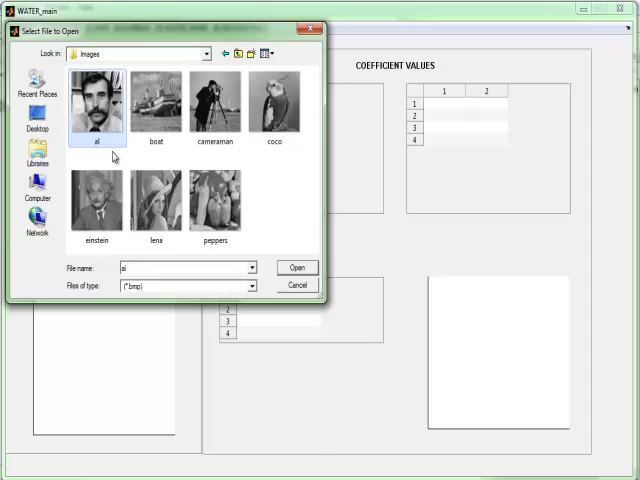 WATER_main
Select File to Open
Look in:
Images
Recent Places
Desktop
Libraries
Computer
Network
al
boat
cameraman
coco
einstein
lena
peppers
File name:
al
Open
Files of type:
(*.bmp)
Cancel
COEFFICIENT VALUES
1 2
1
2
3
4
2
3
4